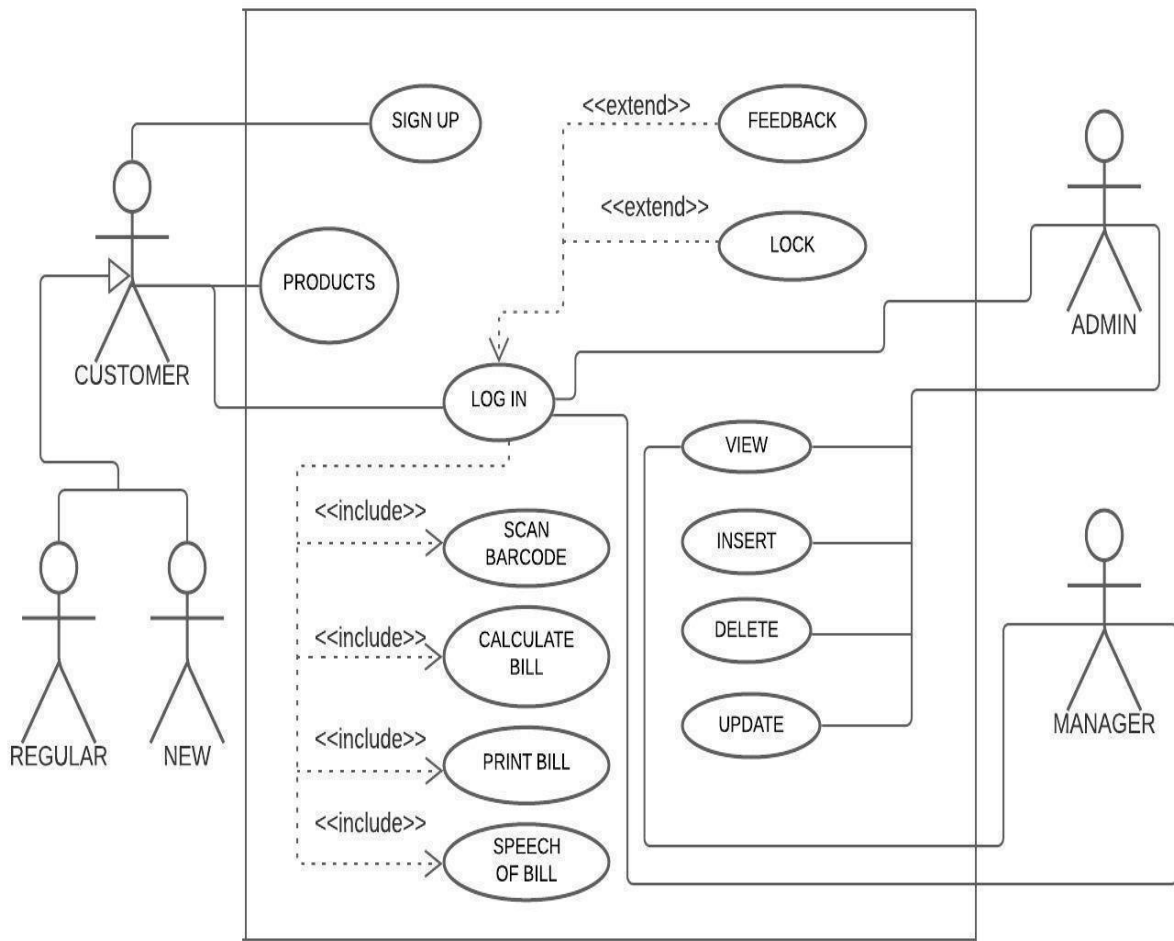 SIGN UP
<<extend>>
FEEDBACK
<<extend>>
LOCK
PRODUCTS
CUSTOMER
ADMIN
LOG IN
VIEW
<<include>>
SCAN
BARCODE
INSERT
<<include>>
CALCULATE
BILL
DELETE
UPDATE
MANAGER
REGULAR
NEW
<<include>>
PRINT BILL
<<include>>
SPEECH
OF BILL